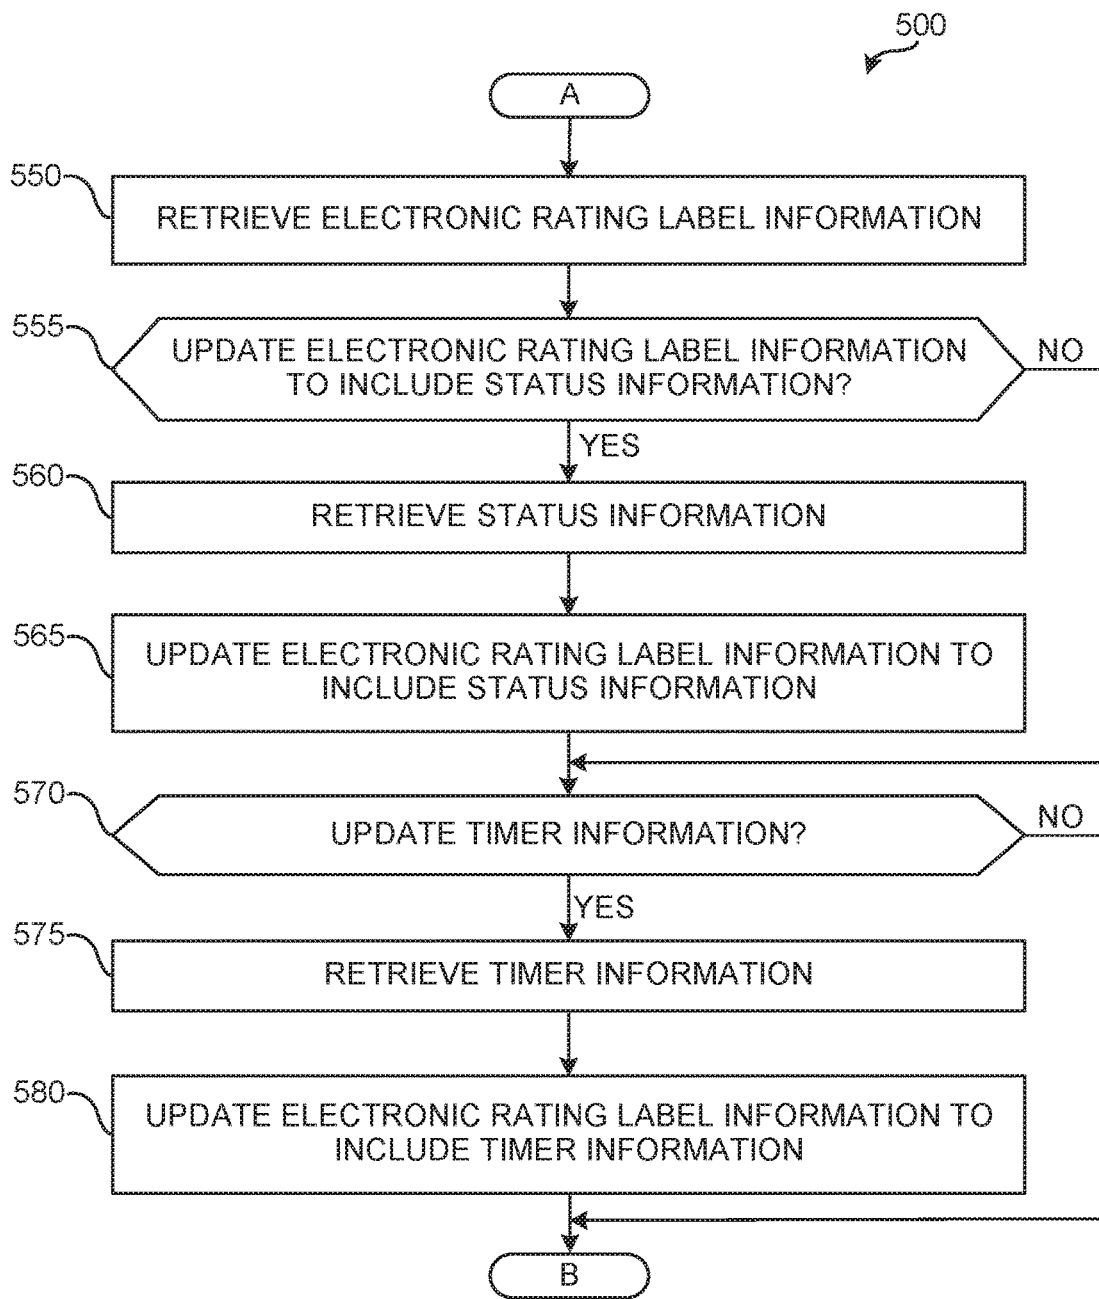 500
A
550
RETRIEVE ELECTRONIC RATING LABEL INFORMATION
555
UPDATE ELECTRONIC RATING LABEL INFORMATION
TO INCLUDE STATUS INFORMATION?
NO
YES
560
RETRIEVE STATUS INFORMATION
565
UPDATE ELECTRONIC RATING LABEL INFORMATION TO
INCLUDE STATUS INFORMATION
570
UPDATE TIMER INFORMATION?
NO
YES
575
RETRIEVE TIMER INFORMATION
580
UPDATE ELECTRONIC RATING LABEL INFORMATION TO
INCLUDE TIMER INFORMATION
B